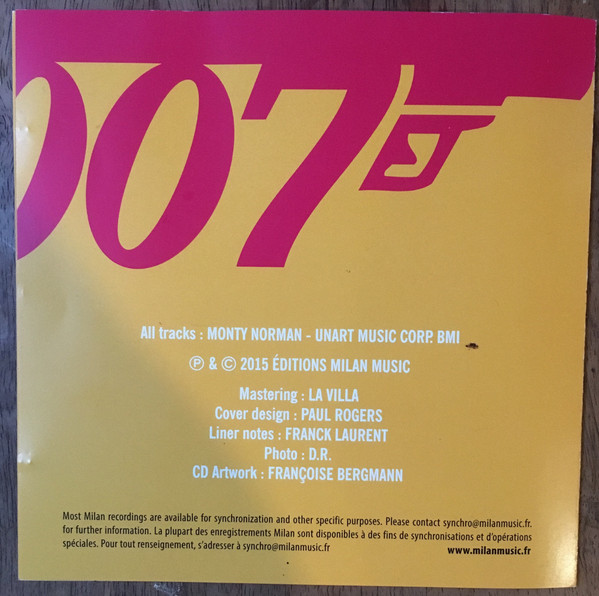 007
All tracks : MONTY NORMAN - UNART MUSIC CORP. BMI
℗ & © 2015 ÉDITIONS MILAN MUSIC
Mastering : LA VILLA
Cover design : PAUL ROGERS
Liner notes : FRANCK LAURENT
Photo : D.R.
CD Artwork : FRANÇOISE BERGMANN
Most Milan recordings are available for synchronization and other specific purposes. Please contact synchro@milanmusic.fr.
for further information. La plupart des enregistrements Milan sont disponibles à des fins de synchronisations et d'opérations
spéciales. Pour tout renseignement, s'adresser à synchro@milanmusic.fr
www.milanmusic.fr